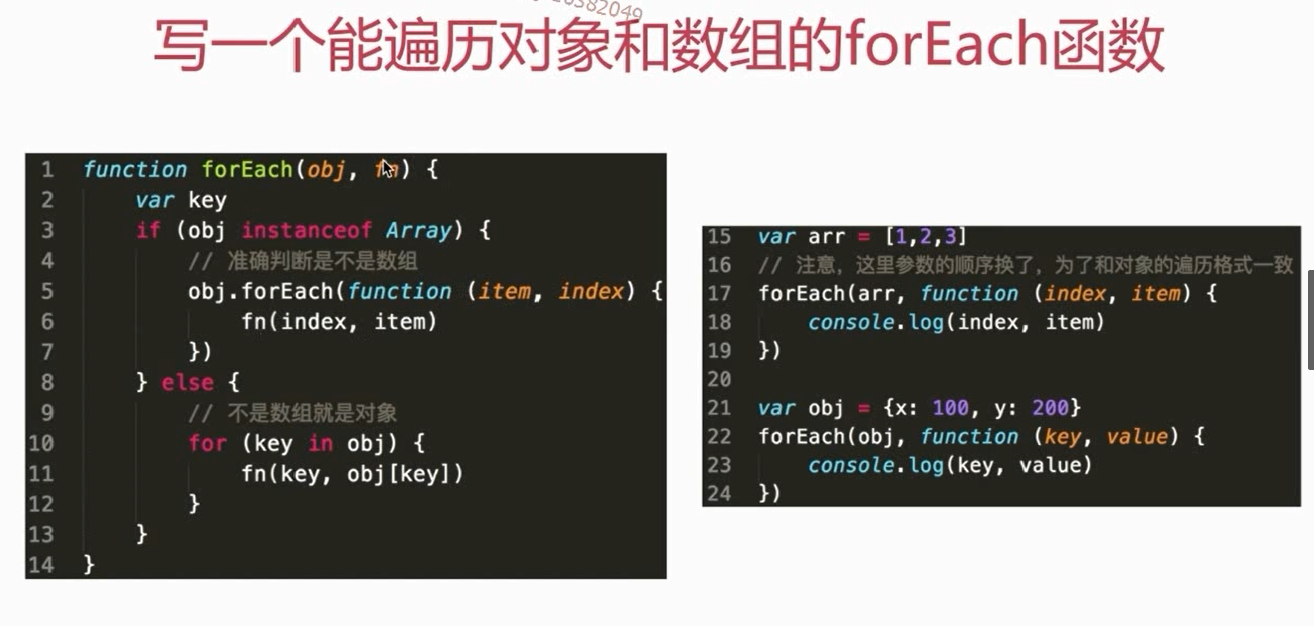 20382049
写一个能遍历对象和数组的forEach函数
1 function forEach(obj, fn) {
2 var key
3 if (obj instanceof Array) {
4 // 准确判断是不是数组
5 obj.forEach(function (item, index) {
6 fn(index, item)
7 })
8 } else {
9 // 不是数组就是对象
10 for (key in obj) {
11 fn(key, obj[key])
12 }
13 }
14 }
15 var arr = [1,2,3]
16 // 注意，这里参数的顺序换了，为了和对象的遍历格式一致
17 forEach(arr, function (index, item) {
18 console.log(index, item)
19 })
20
21 var obj = {x: 100, y: 200}
22 forEach(obj, function (key, value) {
23 console.log(key, value)
24 })